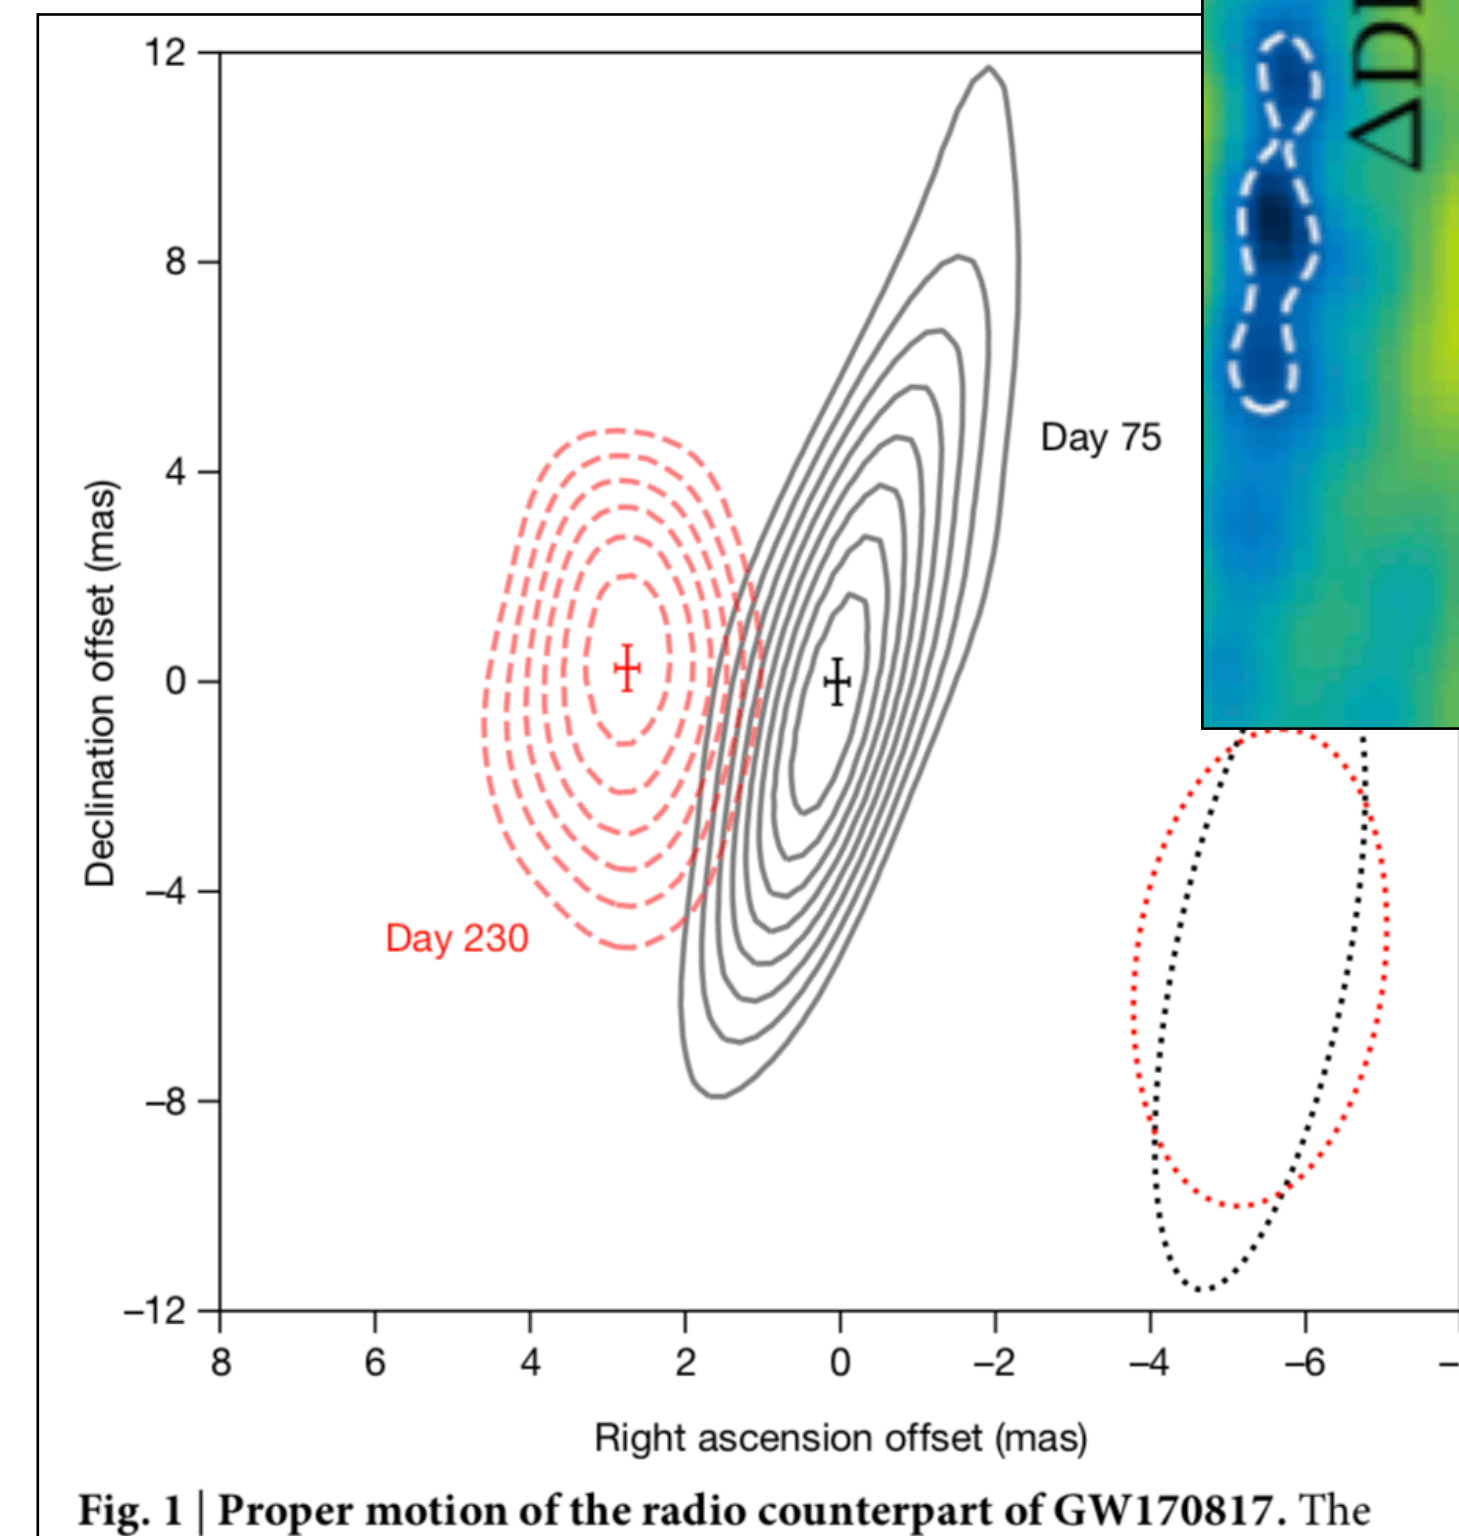 12
8
4
0
–4
–8
–12
Declination offset (mas)
Day 75
Day 230
8 6 4 2 0 –2 –4 –6 –
Right ascension offset (mas)
Fig. 1 | Proper motion of the radio counterpart of GW170817. The